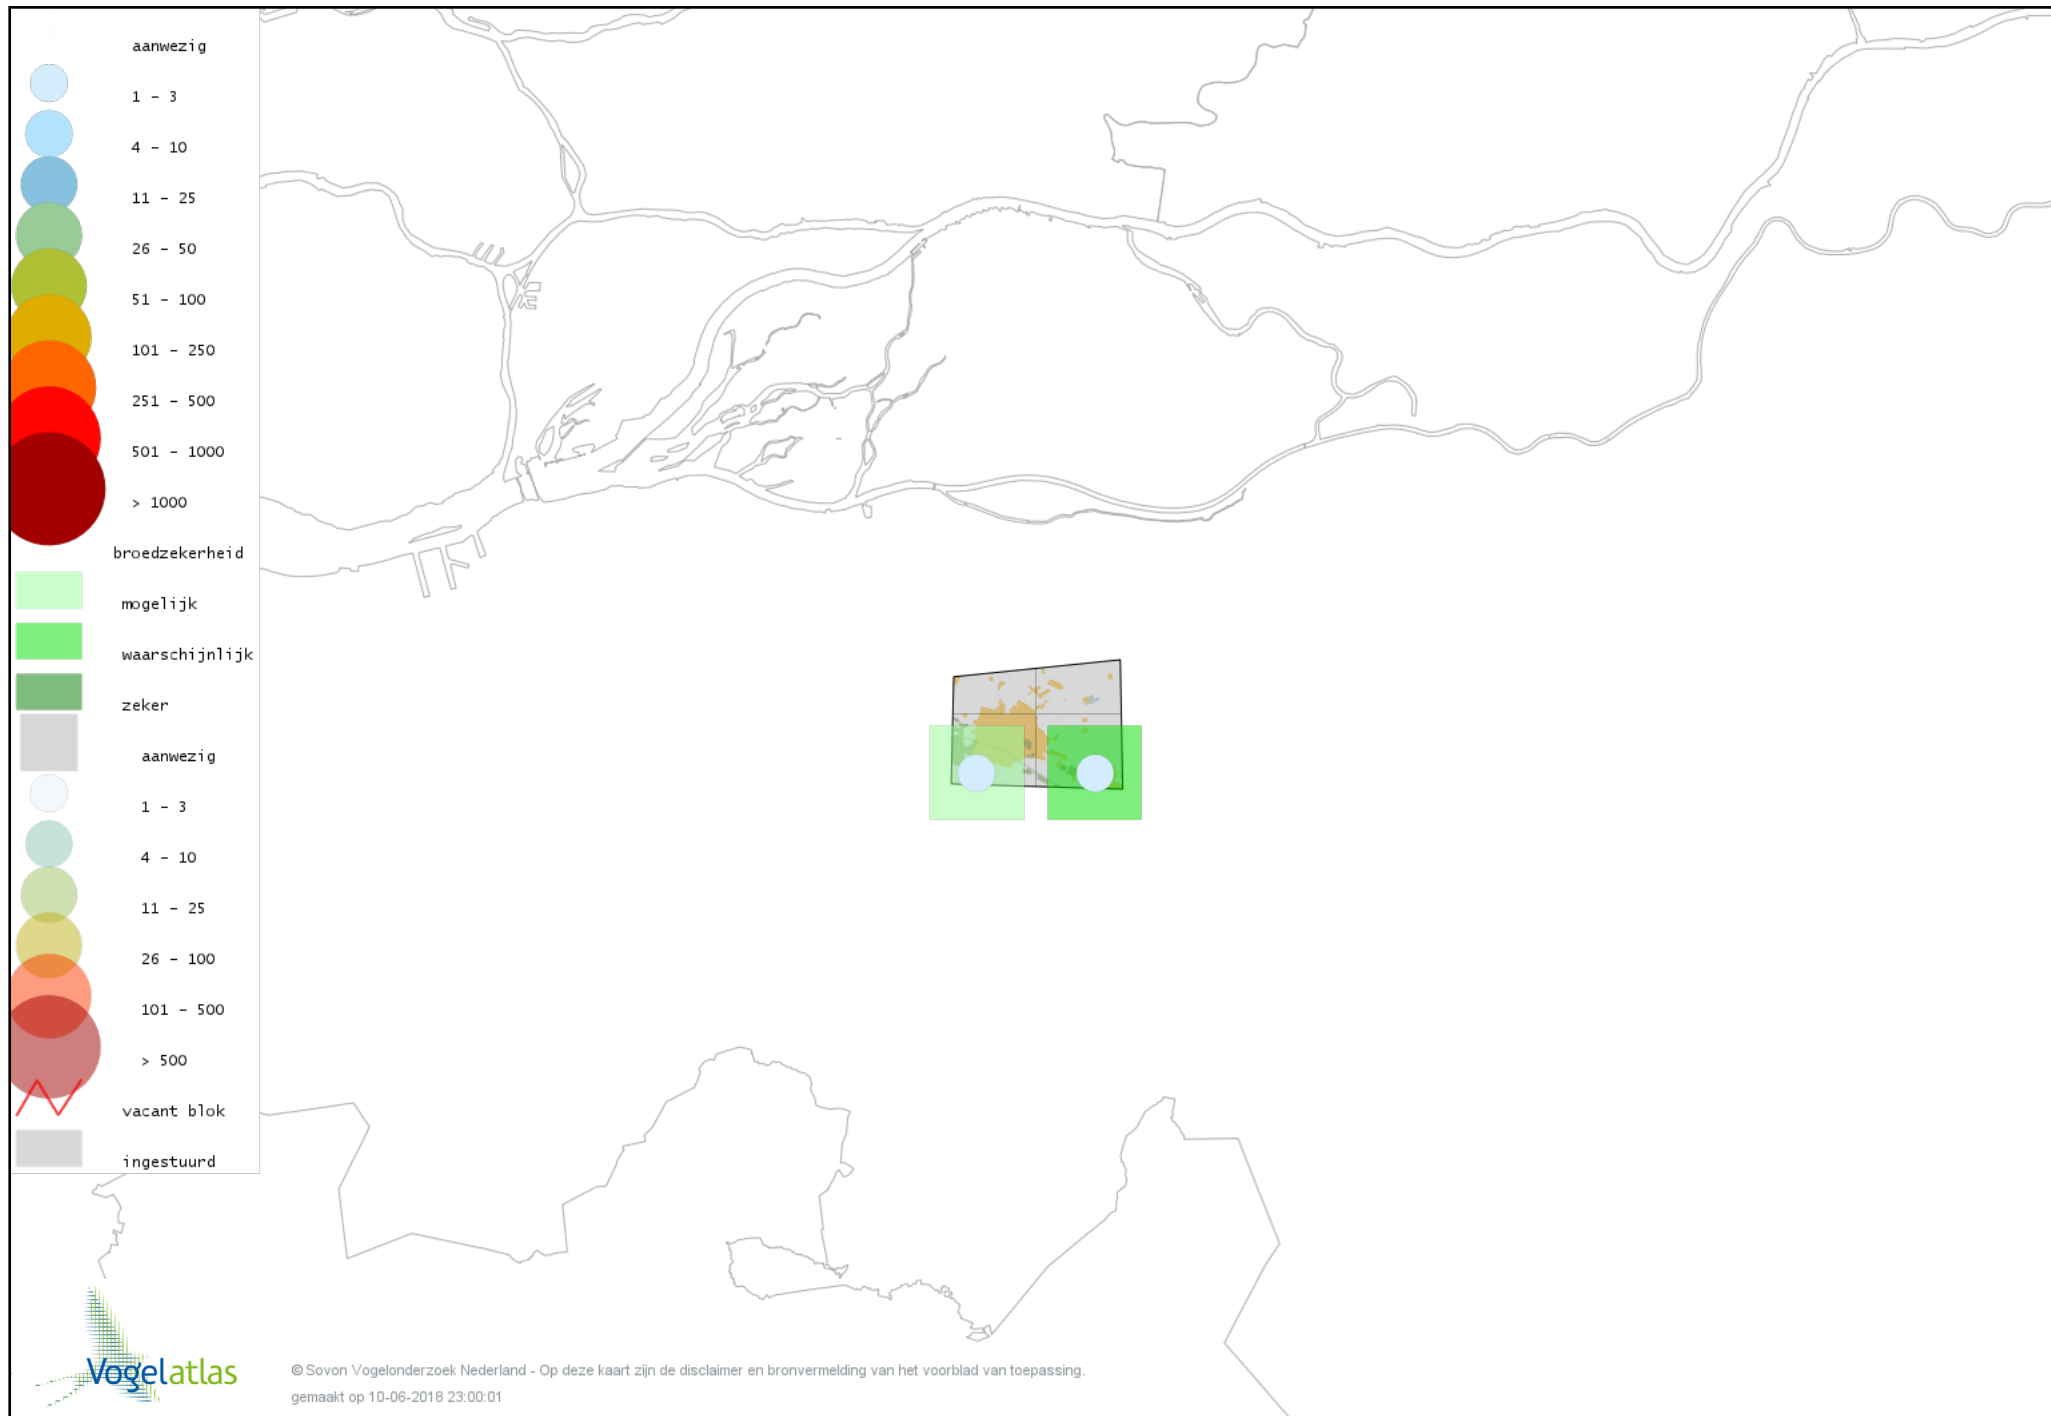 aanwezig
1 - 3
4 - 10
11 - 25
26 - 50
51 - 100
101 - 250
251 - 500
501 - 1000
> 1000
broedzekerheid
mogelijk
waarschijnlijk
zeker
aanwezig
1 - 3
4 - 10
11 - 25
26 - 100
101 - 500
> 500
vacant blok
ingestuurd
Vogelatlas
© Sovon Vogelonderzoek Nederland - Op deze kaart zijn de disclaimer en bronvermelding van het voorblad van toepassing.
gemaakt op 10-06-2018 23:00:01